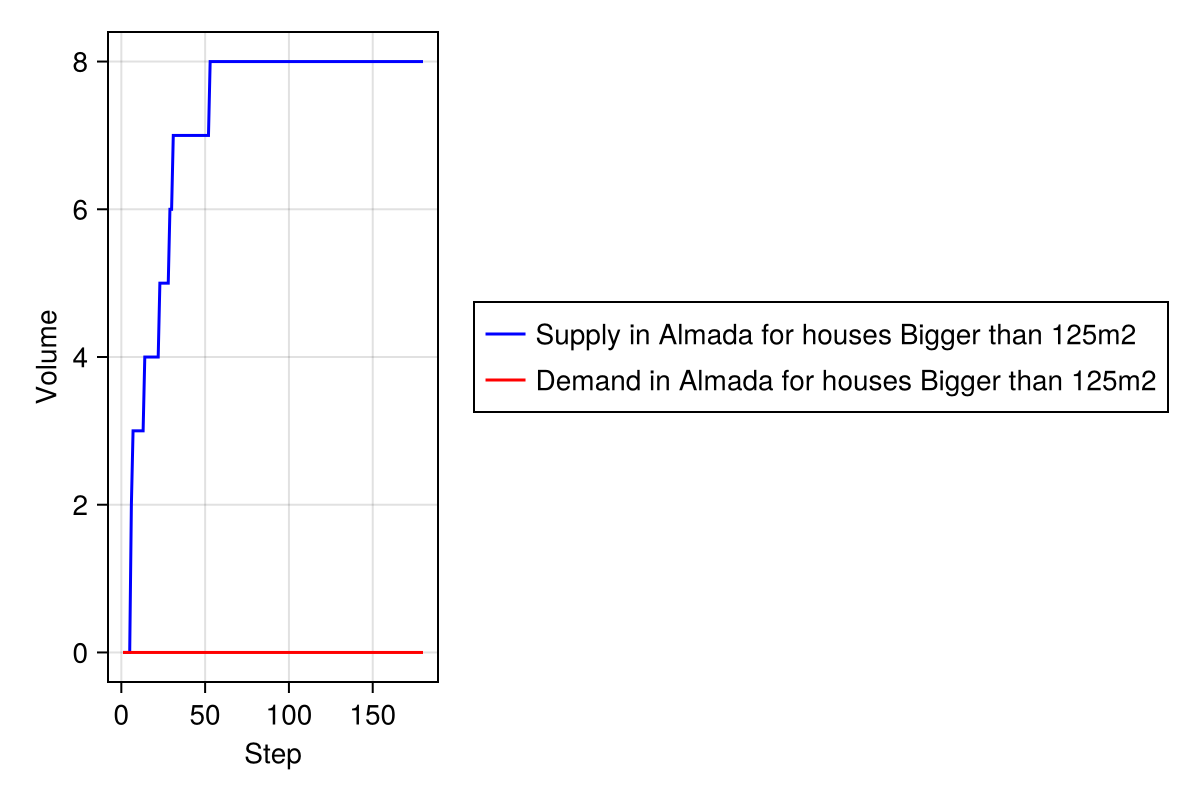 8
6
4
2
0
Volume
0 50 100 150
Step
Supply in Almada for houses Bigger than 125m2
Demand in Almada for houses Bigger than 125m2